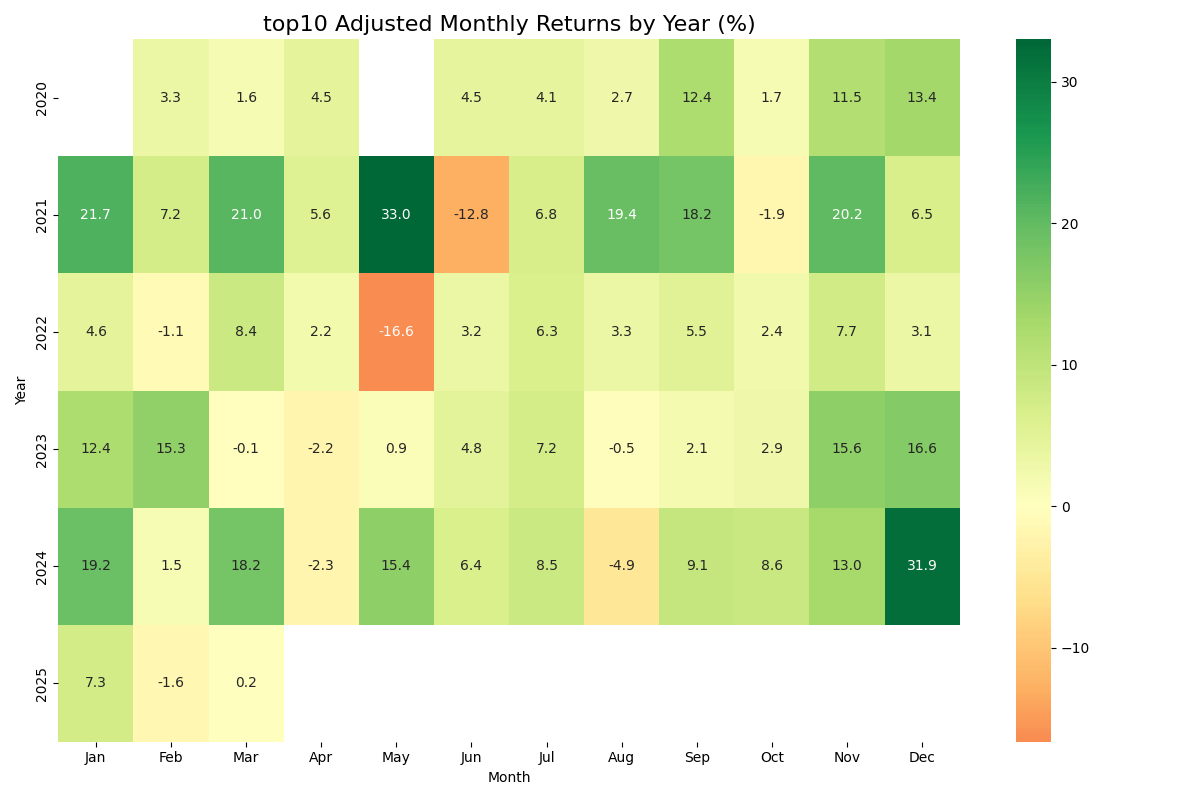 top10 Adjusted Monthly Returns by Year (%)
2020 3.3 1.6 4.5 4.5 4.1 2.7 12.4 1.7 11.5 13.4
2021 21.7 7.2 21.0 5.6 33.0 -12.8 6.8 19.4 18.2 -1.9 20.2 6.5
2022 4.6 -1.1 8.4 2.2 -16.6 3.2 6.3 3.3 5.5 2.4 7.7 3.1
2023 12.4 15.3 -0.1 -2.2 0.9 4.8 7.2 -0.5 2.1 2.9 15.6 16.6
2024 19.2 1.5 18.2 -2.3 15.4 6.4 8.5 -4.9 9.1 8.6 13.0 31.9
2025 7.3 -1.6 0.2
Year
Jan Feb Mar Apr May Jun Jul Aug Sep Oct Nov Dec
Month
30
20
10
0
−10